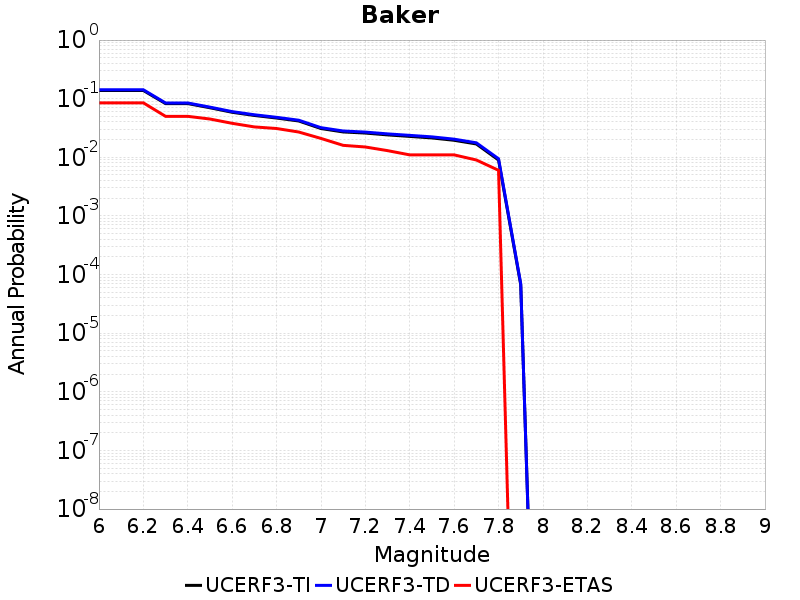 Baker
Annual Probability
10^0
10^-1
10^-2
10^-3
10^-4
10^-5
10^-6
10^-7
10^-8
6 6.2 6.4 6.6 6.8 7 7.2 7.4 7.6 7.8 8 8.2 8.4 8.6 8.8 9
Magnitude
UCERF3-TI UCERF3-TD UCERF3-ETAS